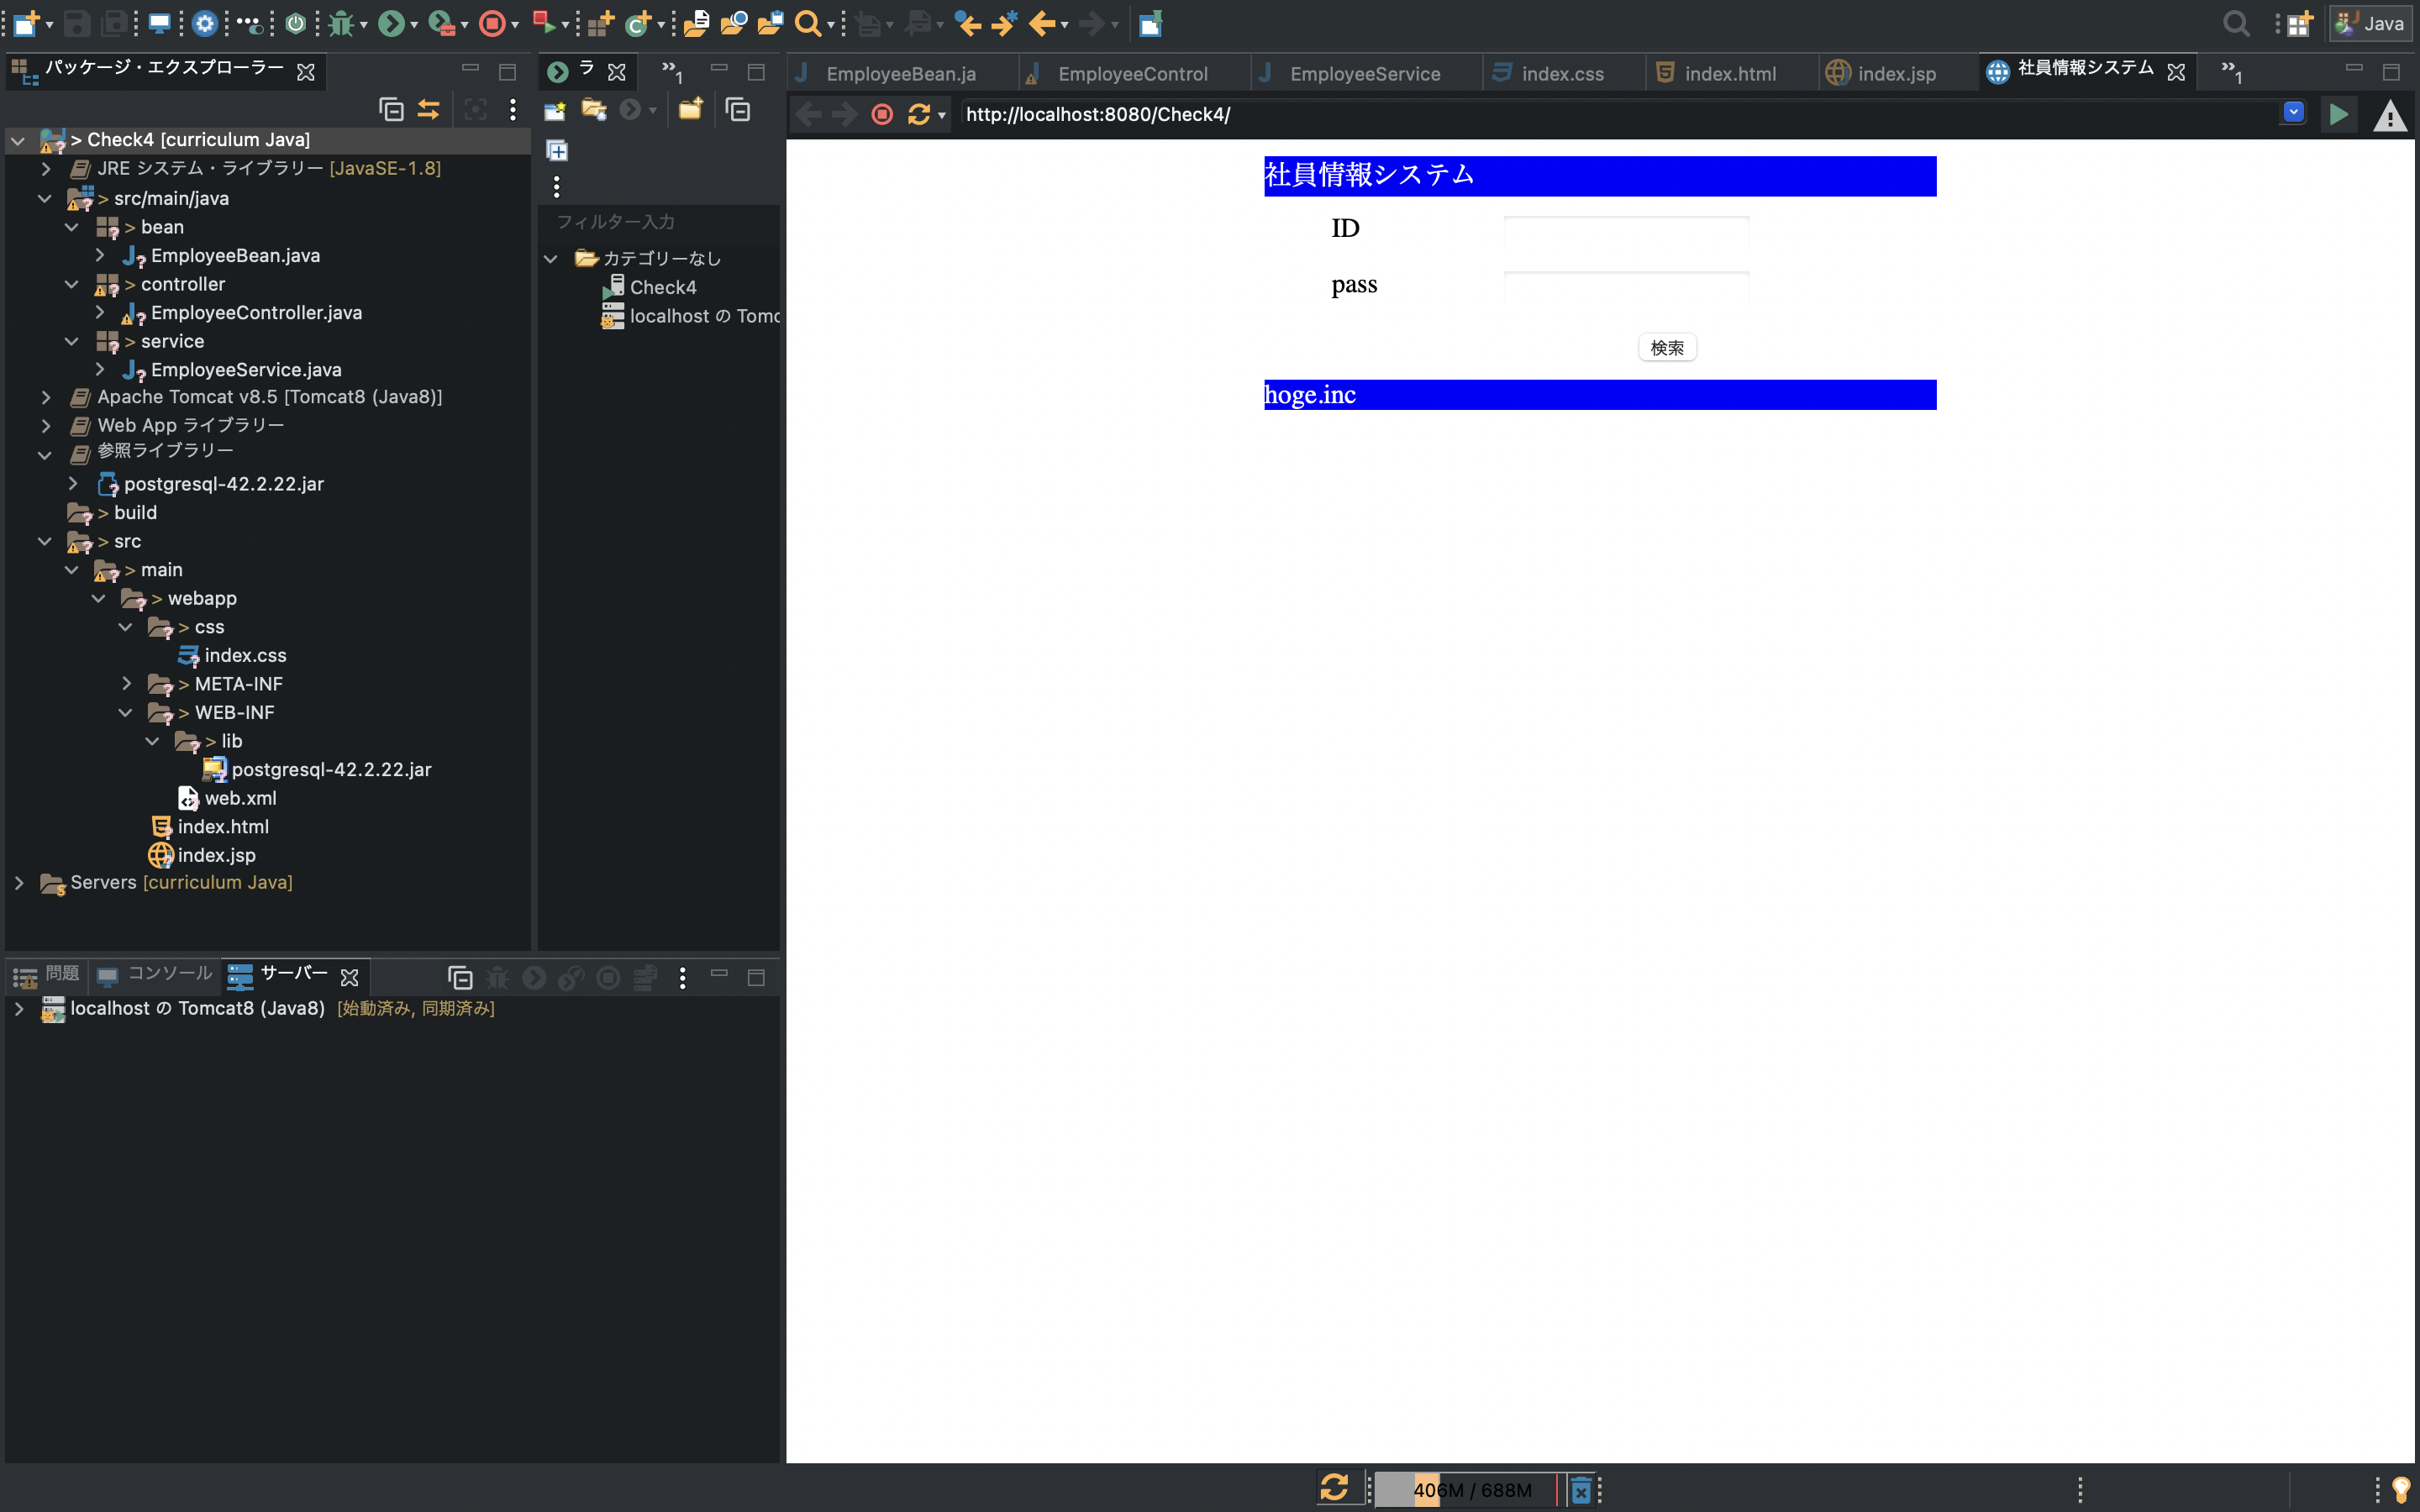 Java
パッケージ・エクスプローラー
ラ
1
EmployeeBean.ja
EmployeeControl
EmployeeService
index.css
index.html
index.jsp
社員情報システム
1
http://localhost:8080/Check4/
> Check4 [curriculum Java]
JRE システム・ライブラリー [JavaSE-1.8]
> src/main/java
> bean
EmployeeBean.java
> controller
EmployeeController.java
> service
EmployeeService.java
Apache Tomcat v8.5 [Tomcat8 (Java8)]
Web App ライブラリー
参照ライブラリー
postgresql-42.2.22.jar
> build
> src
> main
> webapp
> css
index.css
> META-INF
> WEB-INF
> lib
postgresql-42.2.22.jar
web.xml
index.html
index.jsp
Servers [curriculum Java]
フィルター入力
カテゴリーなし
Check4
localhost の Tomc
社員情報システム
ID
pass
検索
hoge.inc
問題
コンソール
サーバー
localhost の Tomcat8 (Java8) [始動済み, 同期済み]
406M / 688M